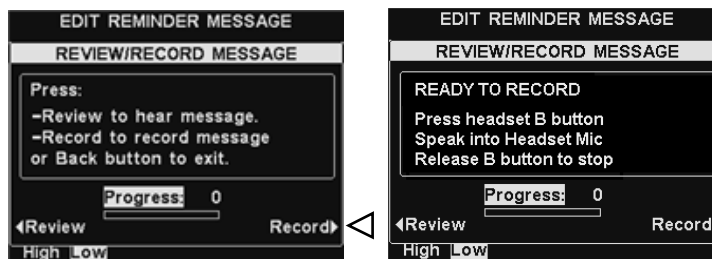 EDIT REMINDER MESSAGE
REVIEW/RECORD MESSAGE
Press:
-Review to hear message.
-Record to record message
or Back button to exit.
Progress: 0
Review Record
High Low
EDIT REMINDER MESSAGE
REVIEW/RECORD MESSAGE
READY TO RECORD
Press headset B button
Speak into Headset Mic
Release B button to stop
Progress: 0
Review Record
High Low